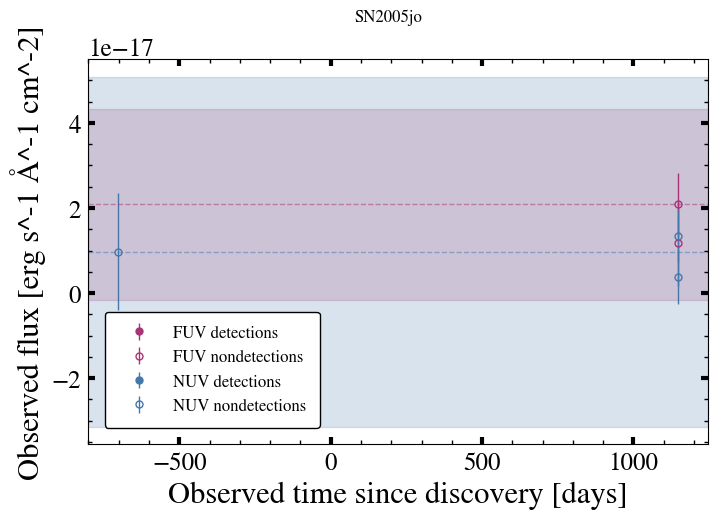 SN2005jo
1e−17
Observed flux [erg s^-1 Å^-1 cm^-2]
4
2
0
−2
FUV detections
FUV nondetections
NUV detections
NUV nondetections
−500 0 500 1000
Observed time since discovery [days]